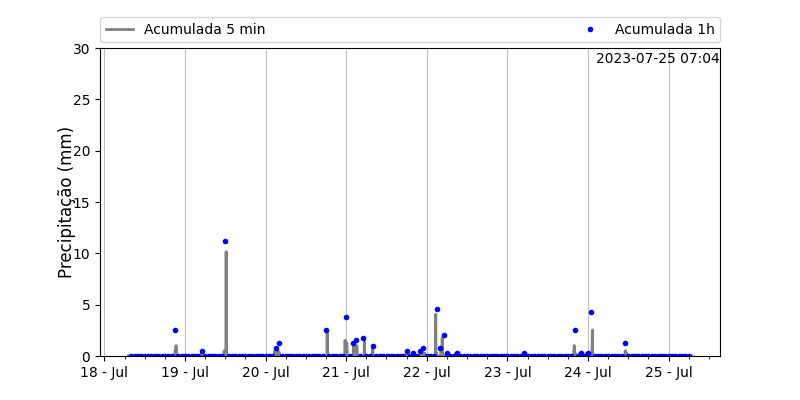 Acumulada 5 min
Acumulada 1h
2023-07-25 07:04
Precipitação (mm)
30
25
20
15
10
5
0
18 - Jul
19 - Jul
20 - Jul
21 - Jul
22 - Jul
23 - Jul
24 - Jul
25 - Jul